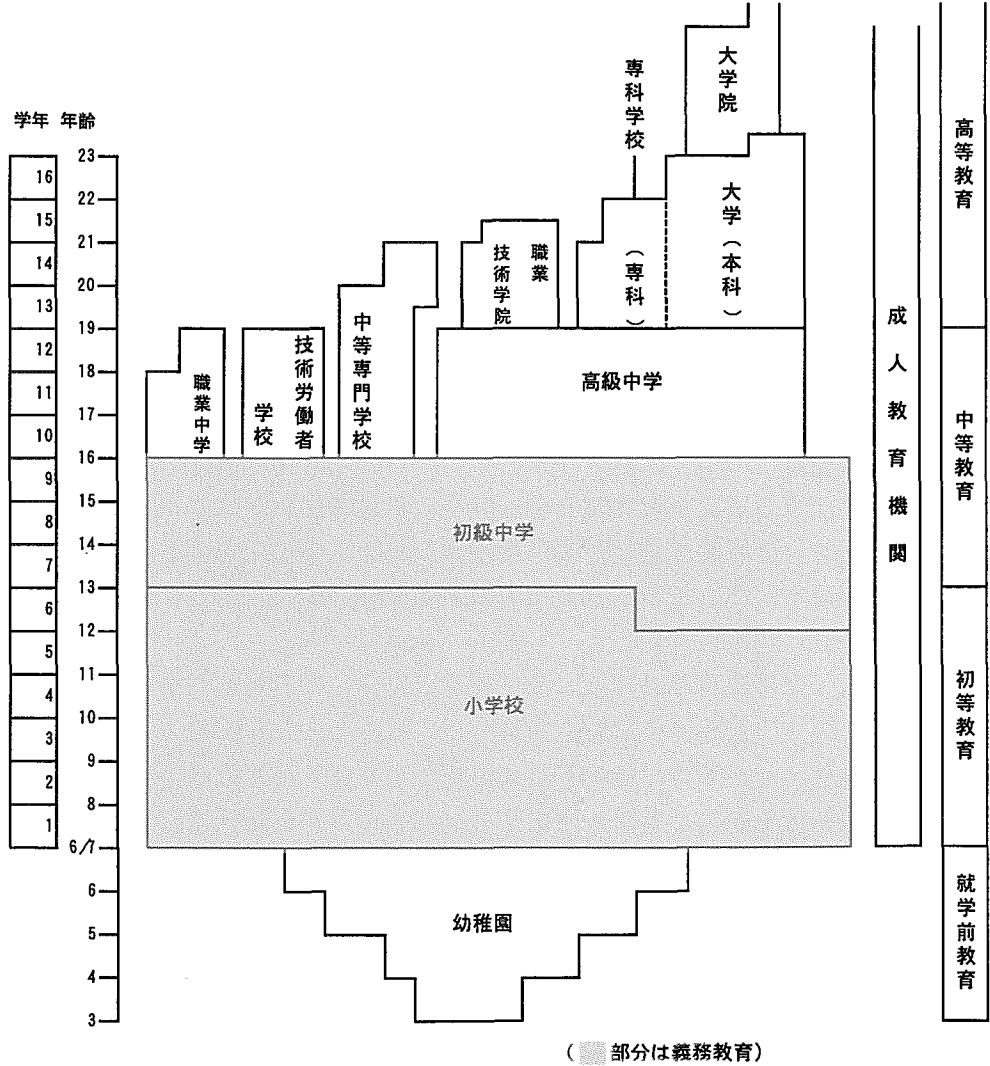 学年 年齢
23
16
22
15
21
14
20
13
19
12
18
11
17
10
16
9
15
8
14
7
13
6
12
5
11
4
10
3
9
2
8
1
6/7
6
5
4
3
専科学校
大学院
大学(本科)
(専科)
職業
技術学院
中等専門学校
技術労働者
学校
職業中学
高級中学
初級中学
小学校
幼稚園
成人教育機関
高等教育
中等教育
初等教育
就学前教育
( 部分は義務教育)